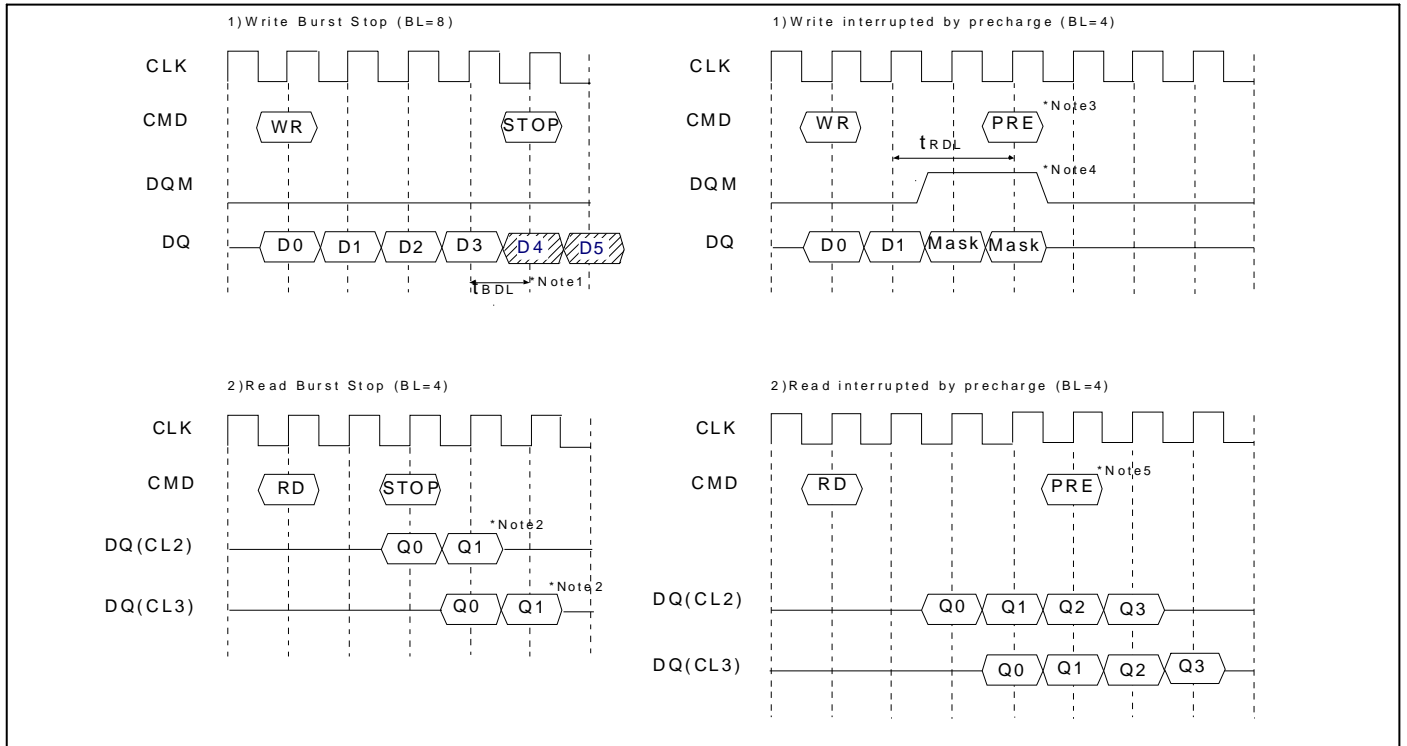 1)Write Burst Stop (BL=8)
CLK
CMD
WR
STOP
DQM
DQ
D0
D1
D2
D3
D4
D5
tBDL
*Note1
1)Write interrupted by precharge (BL=4)
CLK
CMD
WR
PRE
*Note3
tRDL
DQM
*Note4
DQ
D0
D1
Mask
Mask
2)Read Burst Stop (BL=4)
CLK
CMD
RD
STOP
DQ(CL2)
Q0
Q1
*Note2
DQ(CL3)
Q0
Q1
*Note2
2)Read interrupted by precharge (BL=4)
CLK
CMD
RD
PRE
*Note5
DQ(CL2)
Q0
Q1
Q2
Q3
DQ(CL3)
Q0
Q1
Q2
Q3